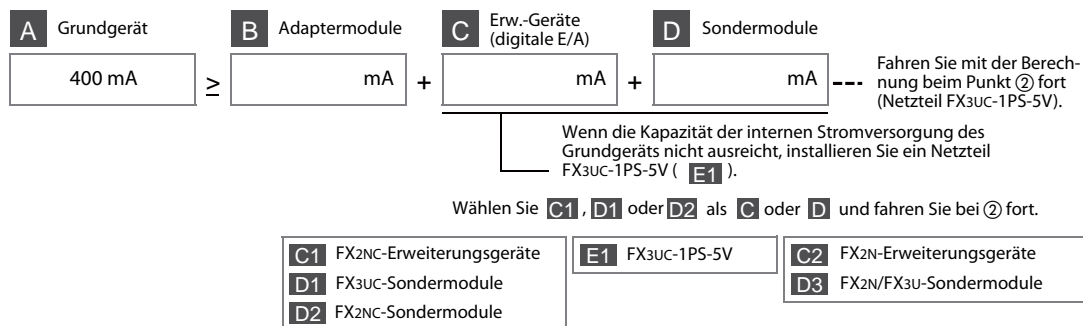 A Grundgerät
B Adaptermodule
C Erw.-Geräte
(digitale E/A)
D Sondermodule
400 mA
≥
mA
+
mA
+
mA
Fahren Sie mit der Berech-
nung beim Punkt ② fort
(Netzteil FX3UC-1PS-5V).
Wenn die Kapazität der internen Stromversorgung des
Grundgeräts nicht ausreicht, installieren Sie ein Netzteil
FX3UC-1PS-5V ( E1 ).
Wählen Sie C1 , D1 oder D2 als C oder D und fahren Sie bei ② fort.
C1 FX2NC-Erweiterungsgeräte
D1 FX3UC-Sondermodule
D2 FX2NC-Sondermodule
E1 FX3UC-1PS-5V
C2 FX2N-Erweiterungsgeräte
D3 FX2N/FX3U-Sondermodule